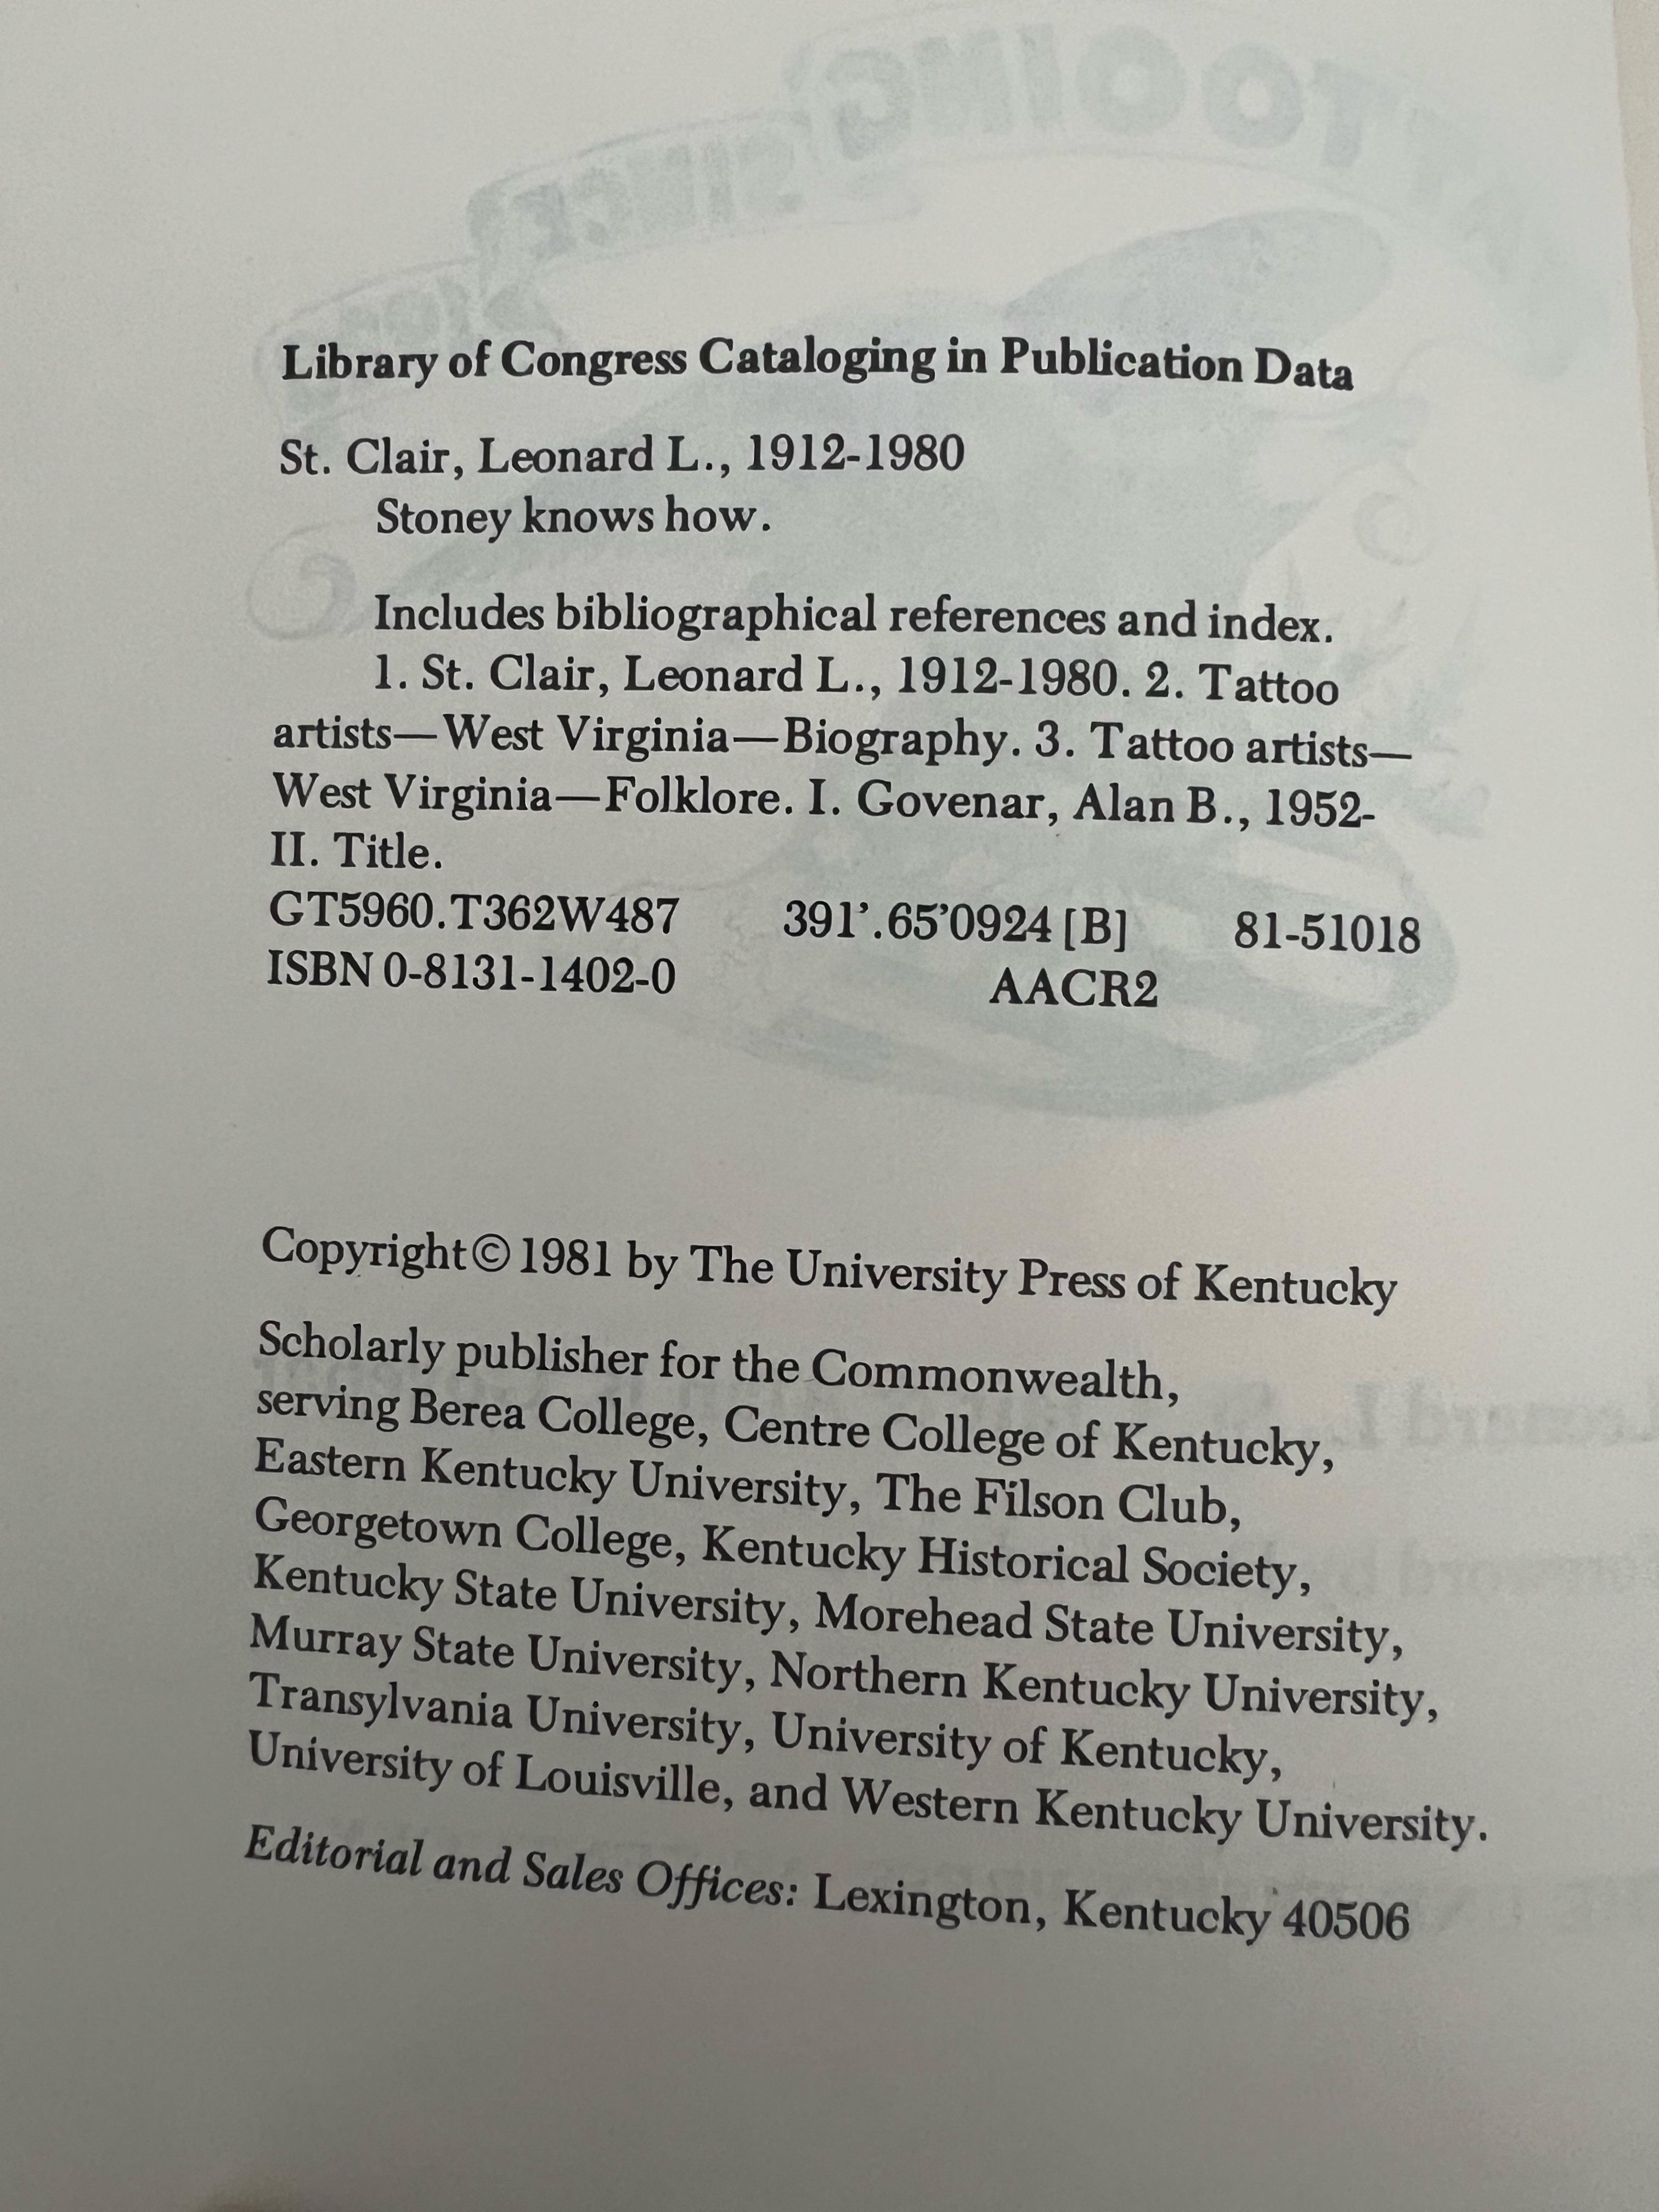 Library of Congress Cataloging in Publication Data
St. Clair, Leonard L., 1912-1980
Stoney knows how.
Includes bibliographical references and index.
1. St. Clair, Leonard L., 1912-1980. 2. Tattoo
artists—West Virginia—Biography. 3. Tattoo artists—
West Virginia—Folklore. I. Govenar, Alan B., 1952-
II. Title.
GT5960.T362W487 391’.65’0924 [B] 81-51018
ISBN 0-8131-1402-0 AACR2
Copyright © 1981 by The University Press of Kentucky
Scholarly publisher for the Commonwealth,
serving Berea College, Centre College of Kentucky,
Eastern Kentucky University, The Filson Club,
Georgetown College, Kentucky Historical Society,
Kentucky State University, Morehead State University,
Murray State University, Northern Kentucky University,
Transylvania University, University of Kentucky,
University of Louisville, and Western Kentucky University.
Editorial and Sales Offices: Lexington, Kentucky 40506